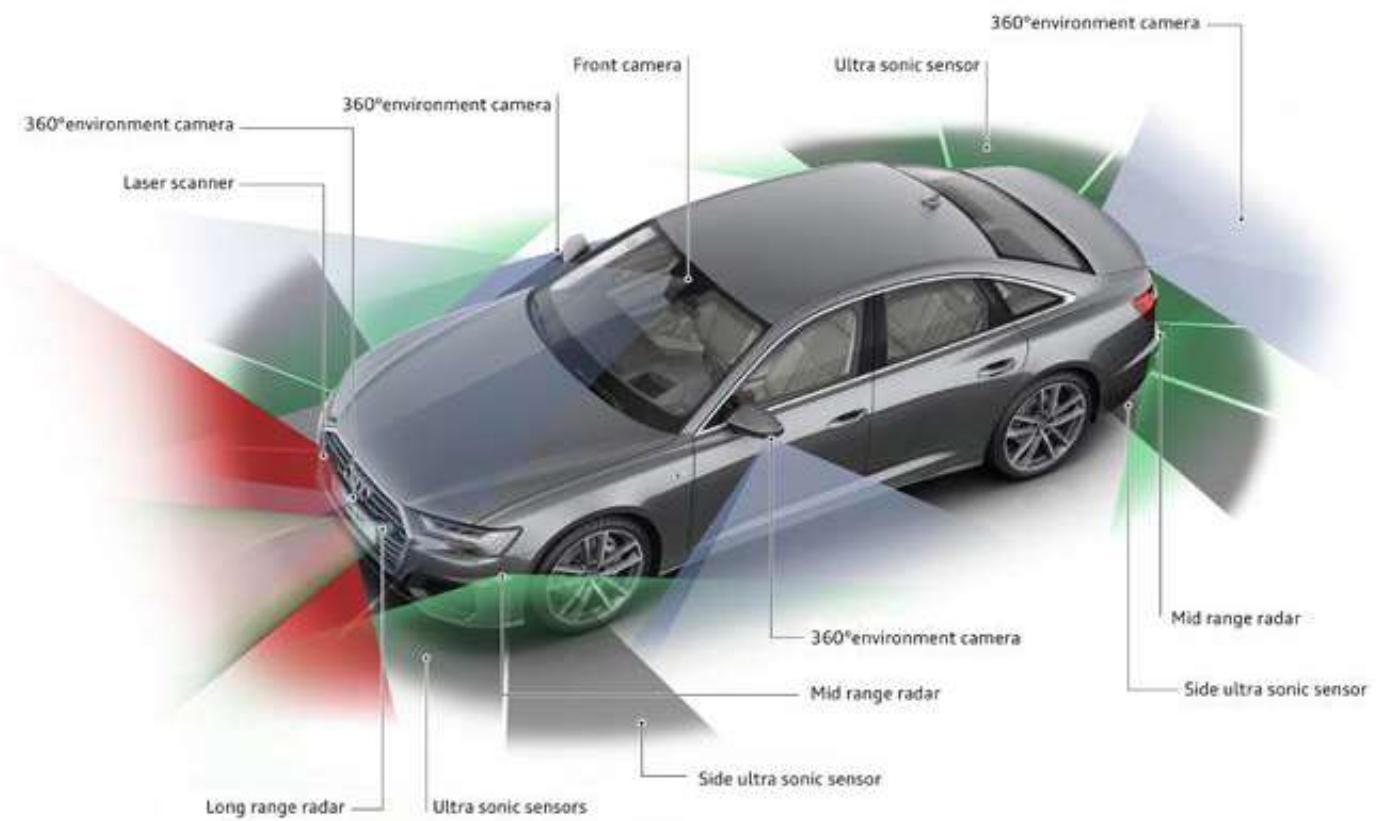 360°environment camera
Front camera
Ultra sonic sensor
360°environment camera
360°environment camera
Laser scanner
Mid range radar
360°environment camera
Side ultra sonic sensor
Mid range radar
Side ultra sonic sensor
Long range radar
Ultra sonic sensors